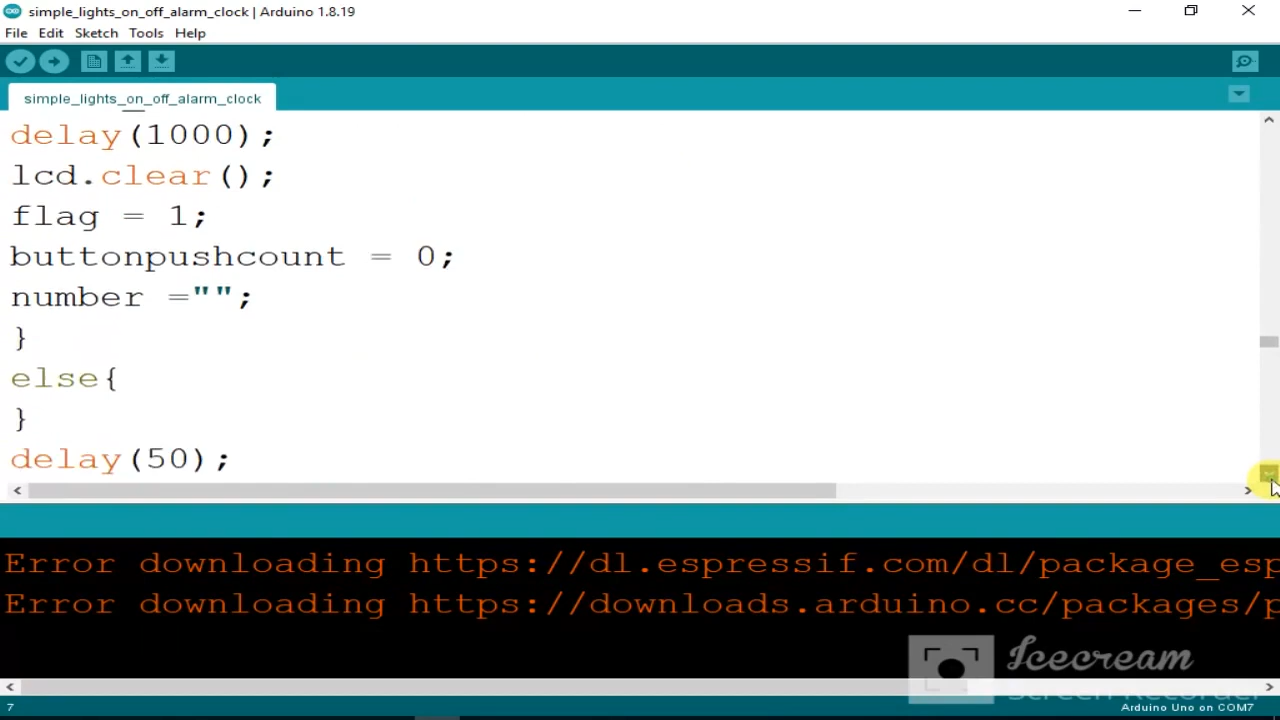 simple_lights_on_off_alarm_clock | Arduino 1.8.19
File Edit Sketch Tools Help
simple_lights_on_off_alarm_clock
delay(1000);
lcd.clear();
flag = 1;
buttonpushcount = 0;
number ="";
}
else{
}
delay(50);
Error downloading https://dl.espressif.com/dl/package_esp
Error downloading https://downloads.arduino.cc/packages/p
Icecream
Screen Recorder
7
Arduino Uno on COM7